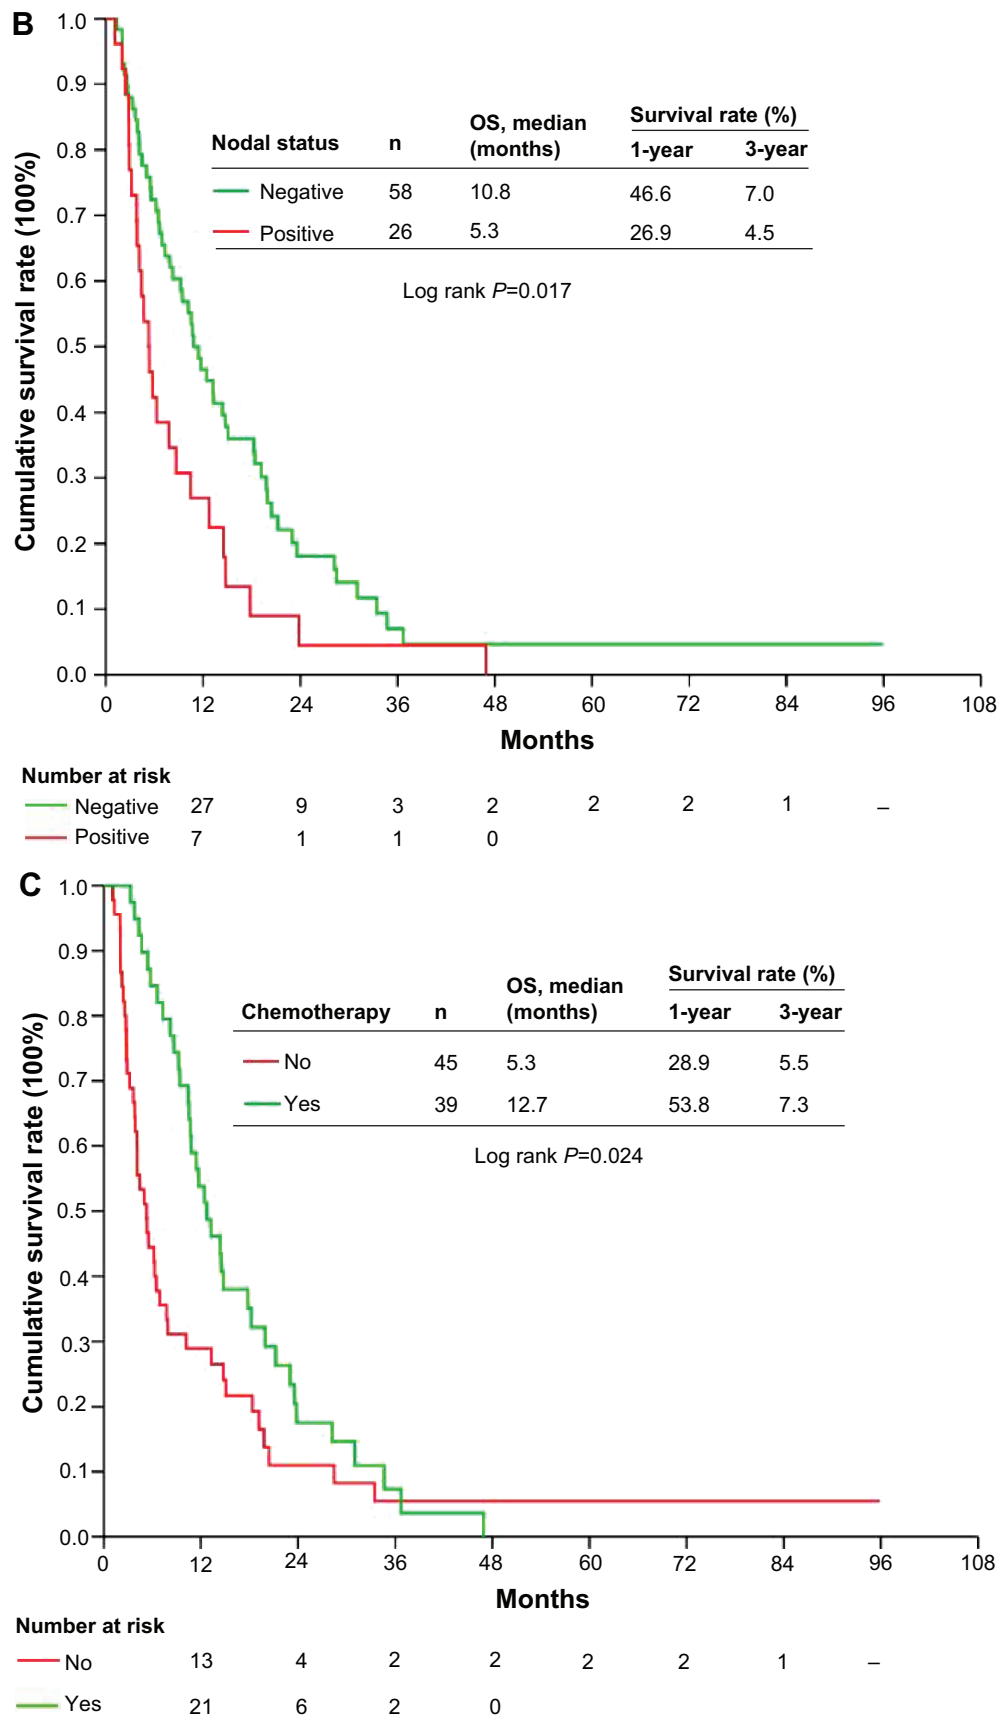 B
Cumulative survival rate (100%)
1.0
0.9
0.8
0.7
0.6
0.5
0.4
0.3
0.2
0.1
0.0
Survival rate (%)
Nodal status n OS, median (months) 1-year 3-year
Negative 58 10.8 46.6 7.0
Positive 26 5.3 26.9 4.5
Log rank P=0.017
0 12 24 36 48 60 72 84 96 108
Months
Number at risk
Negative 27 9 3 2 2 2 1 –
Positive 7 1 1 0
C
Cumulative survival rate (100%)
1.0
0.9
0.8
0.7
0.6
0.5
0.4
0.3
0.2
0.1
0.0
Survival rate (%)
Chemotherapy n OS, median (months) 1-year 3-year
No 45 5.3 28.9 5.5
Yes 39 12.7 53.8 7.3
Log rank P=0.024
0 12 24 36 48 60 72 84 96 108
Months
Number at risk
No 13 4 2 2 2 2 1 –
Yes 21 6 2 0